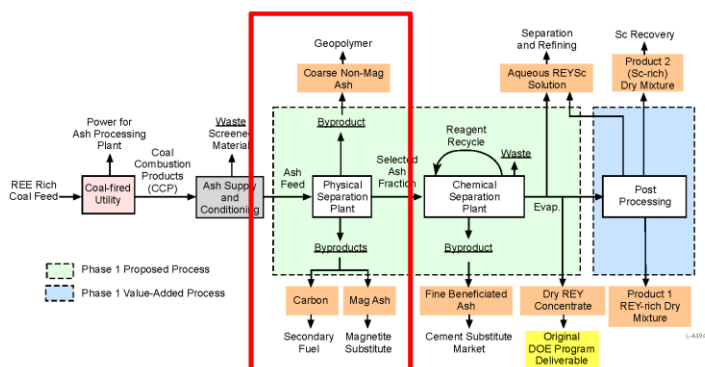 Geopolymer
Coarse Non-Mag
Ash
Separation
and Refining
Aqueous REYSc
Solution
Sc Recovery
Product 2
(Sc-rich) Dry
Mixture
Power for
Ash Processing
Plant
Waste
Screened
Material
Coal
Combustion
Products
(CCP)
Byproduct
Reagent
Recycle
Waste
REE Rich
Coal Feed
Coal-fired
Utility
Ash Supply
and
Conditioning
Ash
Feed
Physical
Separation
Plant
Selected
Ash
Fraction
Chemical
Separation
Plant
Evap.
Post
Processing
Byproducts
Byproduct
Phase 1 Proposed Process
Phase 1 Value-Added Process
Carbon
Mag Ash
Fine Beneficiated
Ash
Dry REY
Concentrate
Product 1
REY-rich Dry
Mixture
Secondary
Fuel
Magnetite
Substitute
Cement Substitute
Market
Original
DOE Program
Deliverable